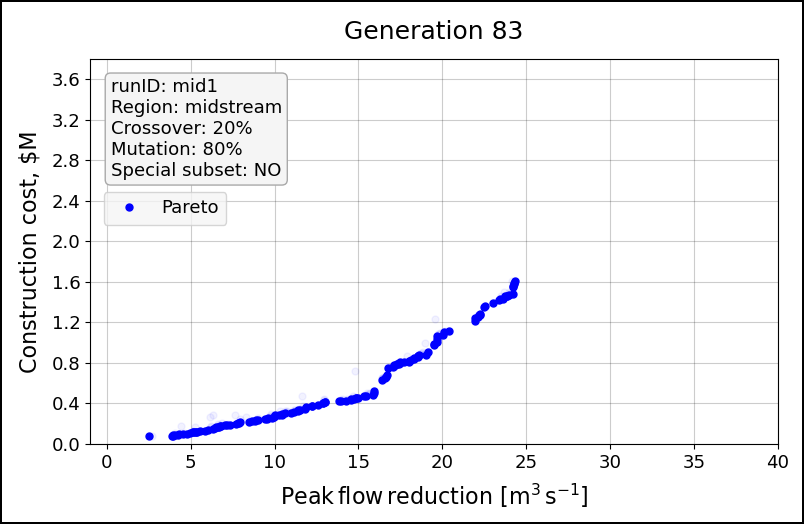 Generation 83
runID: mid1
Region: midstream
Crossover: 20%
Mutation: 80%
Special subset: NO
Pareto
Construction cost, $M
3.6
3.2
2.8
2.4
2.0
1.6
1.2
0.8
0.4
0.0
0 5 10 15 20 25 30 35 40
Peak flow reduction [m³ s⁻¹]